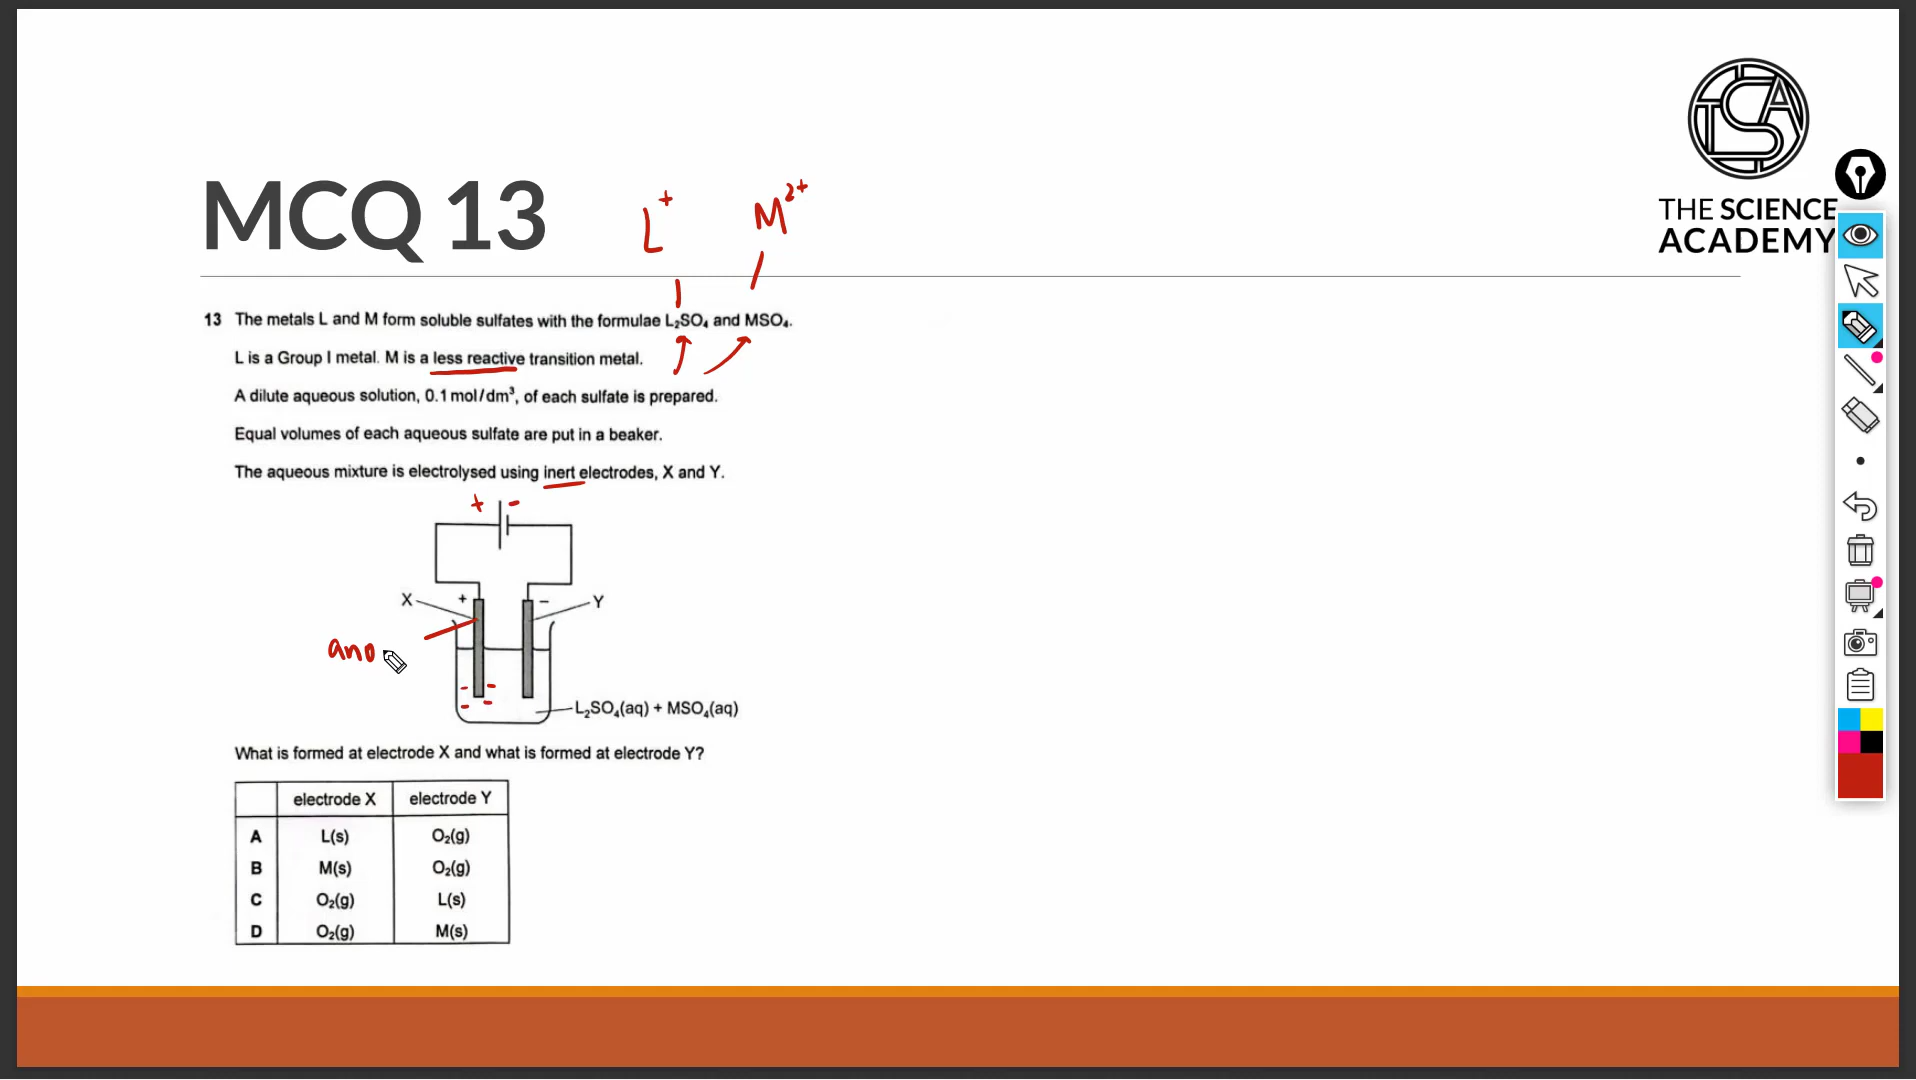 THE SCIENCE
ACADEMY
MCQ 13
L+
M2+
13 The metals L and M form soluble sulfates with the formulae L₂SO₄ and MSO₄.
L is a Group I metal. M is a less reactive transition metal.
A dilute aqueous solution, 0.1 mol/dm³, of each sulfate is prepared.
Equal volumes of each aqueous sulfate are put in a beaker.
The aqueous mixture is electrolysed using inert electrodes, X and Y.
+ -
X + – Y
ano
- - - -
L₂SO₄(aq) + MSO₄(aq)
What is formed at electrode X and what is formed at electrode Y?
electrode X electrode Y
A L(s) O₂(g)
B M(s) O₂(g)
C O₂(g) L(s)
D O₂(g) M(s)